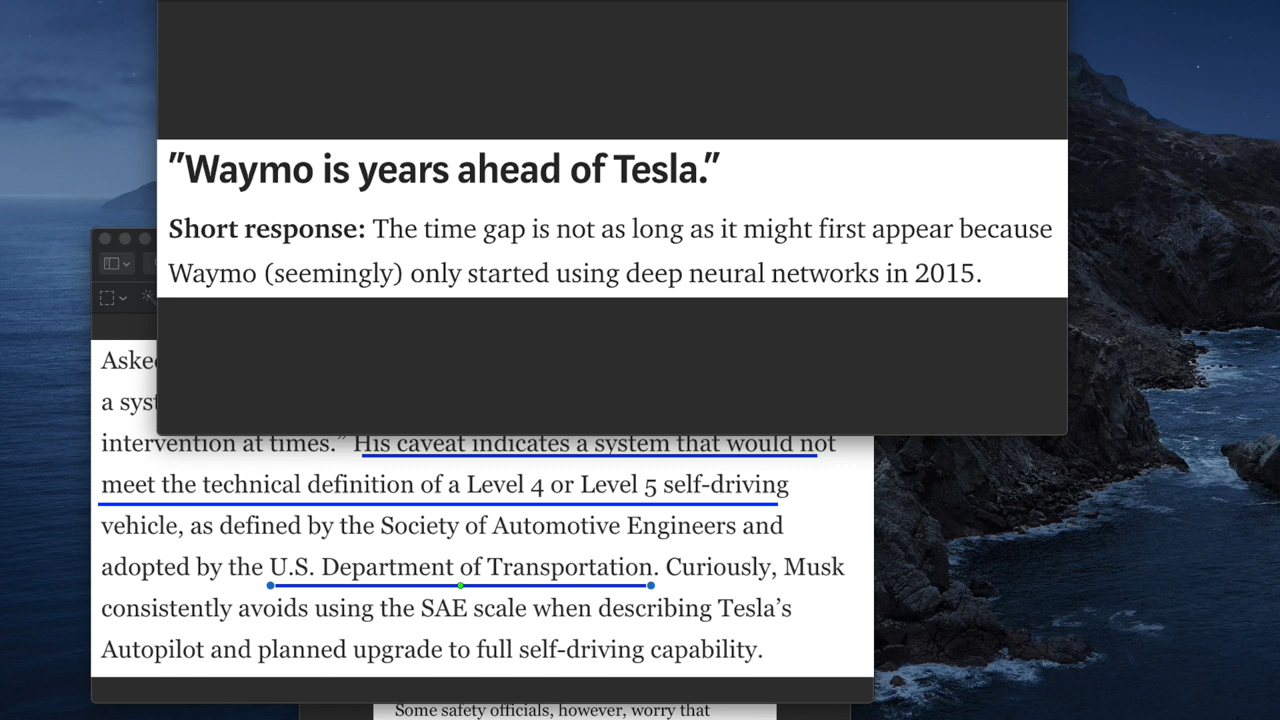 "Waymo is years ahead of Tesla."
Short response: The time gap is not as long as it might first appear because
Waymo (seemingly) only started using deep neural networks in 2015.
Aske
a syst
intervention at times.” His caveat indicates a system that would not
meet the technical definition of a Level 4 or Level 5 self-driving
vehicle, as defined by the Society of Automotive Engineers and
adopted by the U.S. Department of Transportation. Curiously, Musk
consistently avoids using the SAE scale when describing Tesla’s
Autopilot and planned upgrade to full self-driving capability.
Some safety officials, however, worry that